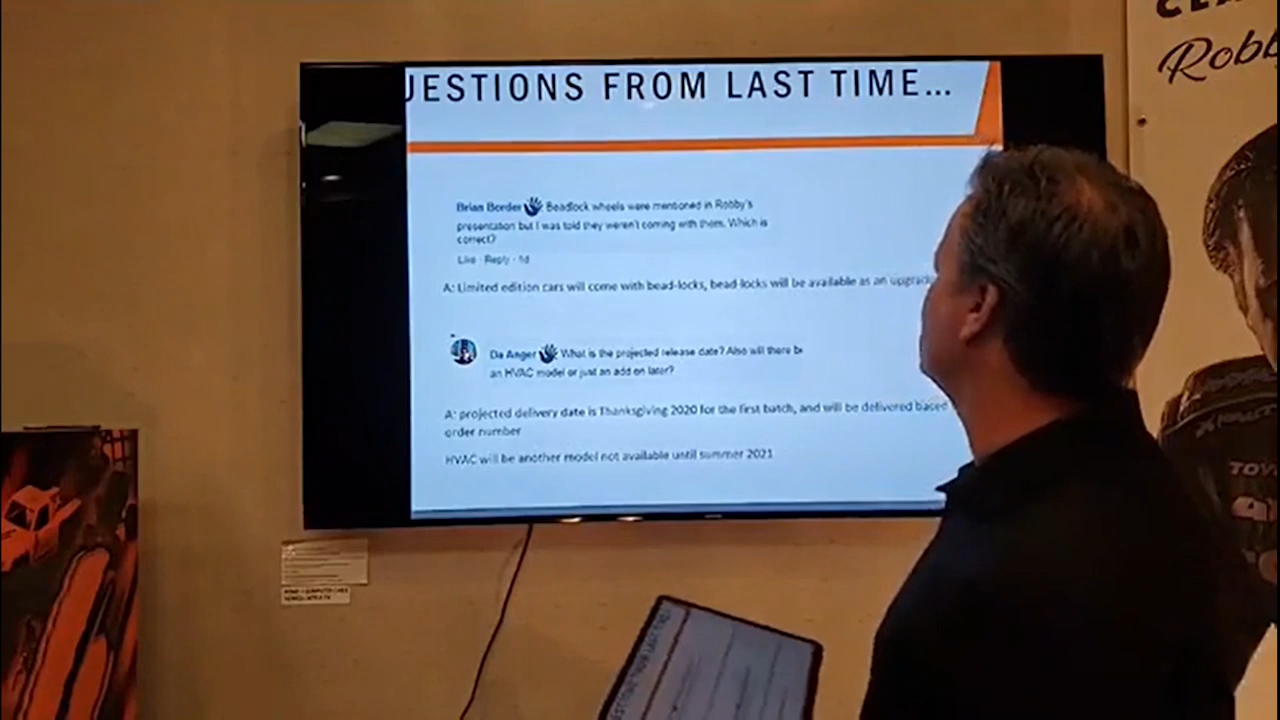 UESTIONS FROM LAST TIME...
Robb
Brian Border Beadlock wheels were mentioned in Robby's
presentation but I was told they weren't coming with them. Which is
correct?
Like · Reply · 1d
A: Limited edition cars will come with bead-locks, bead-locks will be available as an upgrade
Da Anger What is the projected release date? Also will there be
an HVAC model or just an add on later?
A: projected delivery date is Thanksgiving 2020 for the first batch, and will be delivered based
order number
HVAC will be another model not available until summer 2021
TOY